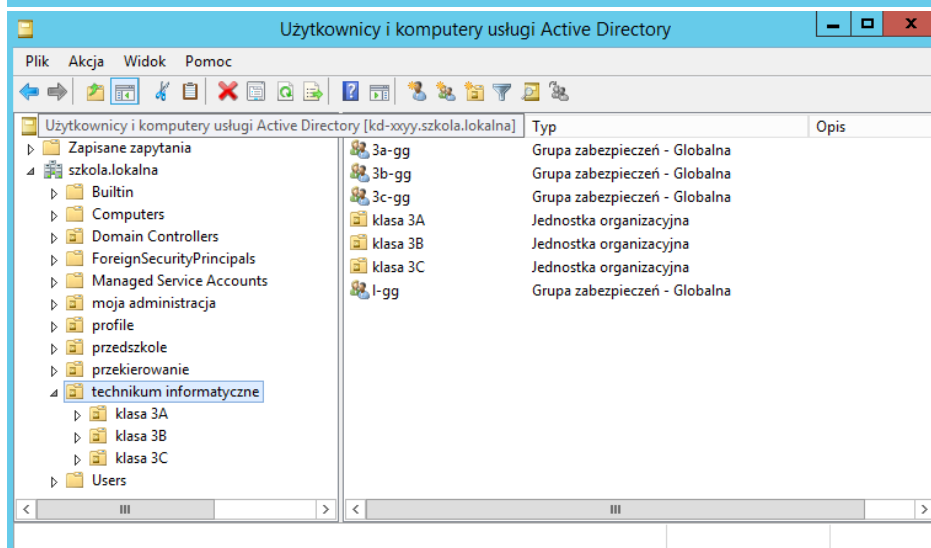 Użytkownicy i komputery usługi Active Directory
Plik Akcja Widok Pomoc
Użytkownicy i komputery usługi Active Directory [kd-xxyy.szkola.lokalna]
Typ
Opis
Zapisane zapytania
szkola.lokalna
Builtin
Computers
Domain Controllers
ForeignSecurityPrincipals
Managed Service Accounts
moja administracja
profile
przedszkole
przekierowanie
technikum informatyczne
klasa 3A
klasa 3B
klasa 3C
Users
3a-gg Grupa zabezpieczeń - Globalna
3b-gg Grupa zabezpieczeń - Globalna
3c-gg Grupa zabezpieczeń - Globalna
klasa 3A Jednostka organizacyjna
klasa 3B Jednostka organizacyjna
klasa 3C Jednostka organizacyjna
l-gg Grupa zabezpieczeń - Globalna